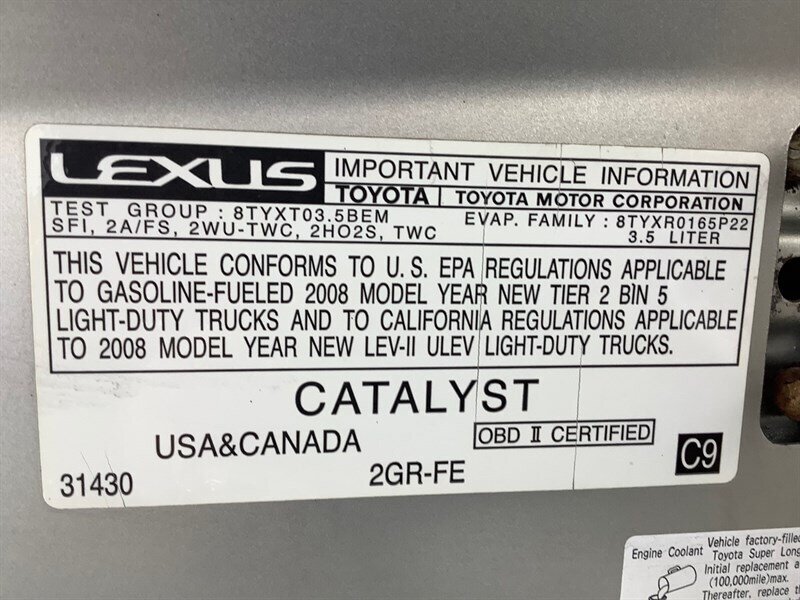 LEXUS IMPORTANT VEHICLE INFORMATION
TOYOTA TOYOTA MOTOR CORPORATION
TEST GROUP : 8TYXT03.5BEM EVAP. FAMILY : 8TYXR0165P22
SFI, 2A/FS, 2WU-TWC, 2HO2S, TWC 3.5 LITER
THIS VEHICLE CONFORMS TO U.S. EPA REGULATIONS APPLICABLE
TO GASOLINE-FUELED 2008 MODEL YEAR NEW TIER 2 BIN 5
LIGHT-DUTY TRUCKS AND TO CALIFORNIA REGULATIONS APPLICABLE
TO 2008 MODEL YEAR NEW LEV-II ULEV LIGHT-DUTY TRUCKS.
CATALYST
USA&CANADA OBD II CERTIFIED
31430 2GR-FE C9
Vehicle factory-filled
Engine Coolant Toyota Super Long
Initial replacement a
(100,000mile)max.
Thereafter, replace